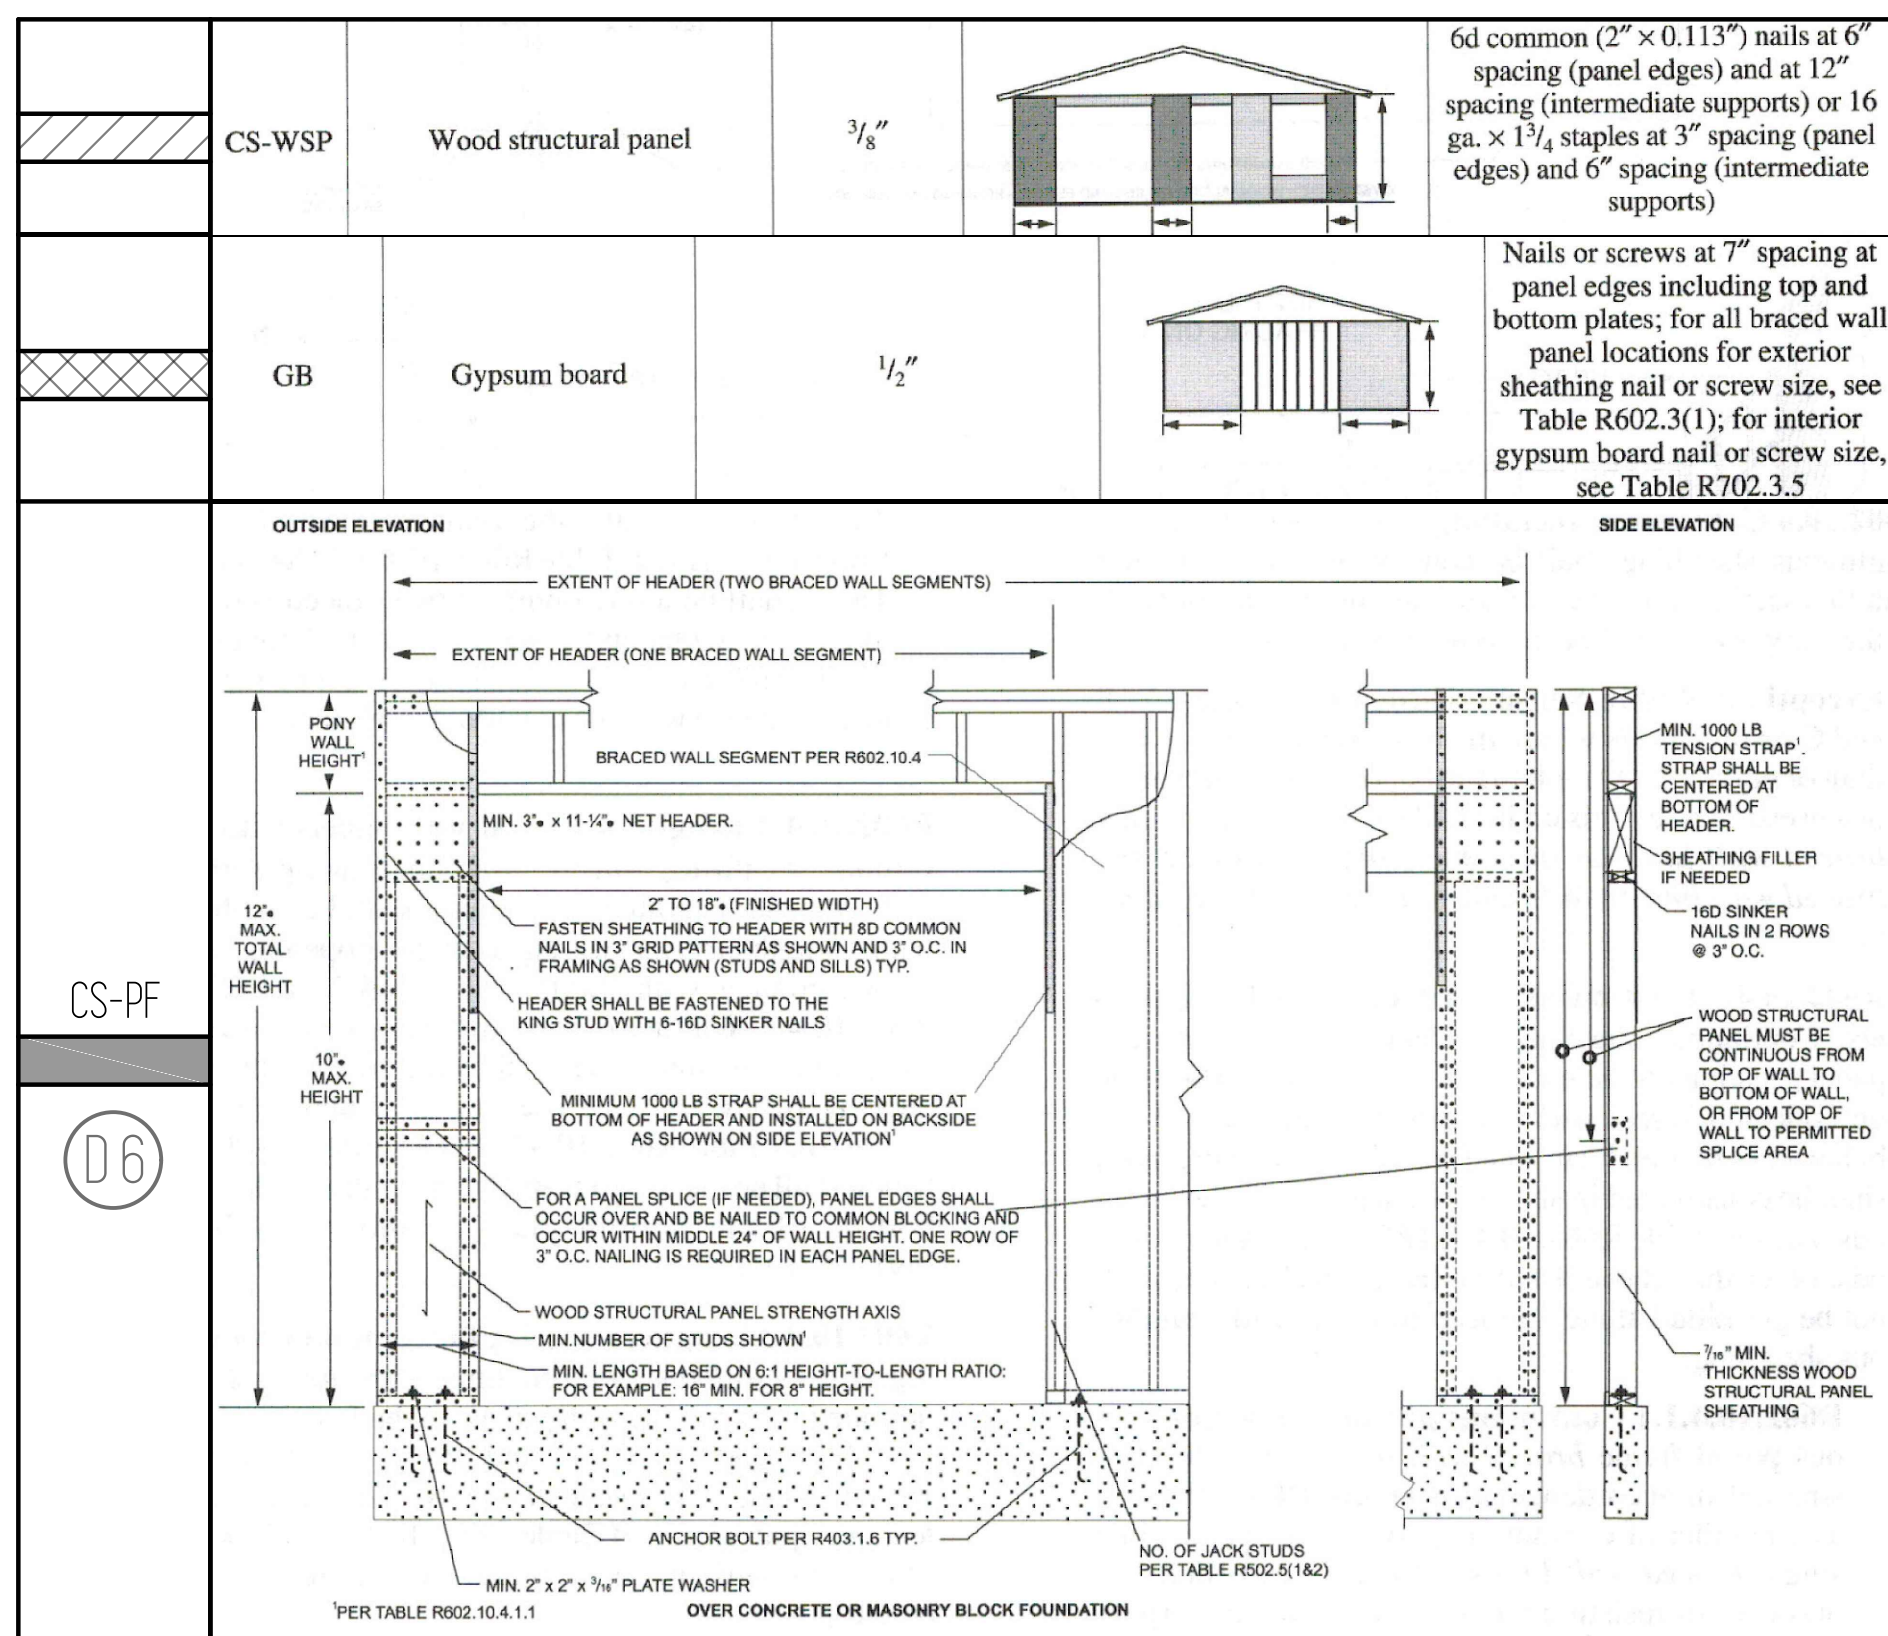 CS-WSP
Wood structural panel
3/8"
6d common (2" × 0.113") nails at 6"
spacing (panel edges) and at 12"
spacing (intermediate supports) or 16
ga. × 1 3/4 staples at 3" spacing (panel
edges) and 6" spacing (intermediate
supports)
GB
Gypsum board
1/2"
Nails or screws at 7" spacing at
panel edges including top and
bottom plates; for all braced wall
panel locations for exterior
sheathing nail or screw size, see
Table R602.3(1); for interior
gypsum board nail or screw size,
see Table R702.3.5
CS-PF
D6
OUTSIDE ELEVATION
SIDE ELEVATION
EXTENT OF HEADER (TWO BRACED WALL SEGMENTS)
EXTENT OF HEADER (ONE BRACED WALL SEGMENT)
PONY
WALL
HEIGHT¹
BRACED WALL SEGMENT PER R602.10.4
MIN. 3" x 11-¼" NET HEADER.
2" TO 18" (FINISHED WIDTH)
FASTEN SHEATHING TO HEADER WITH 8D COMMON
NAILS IN 3" GRID PATTERN AS SHOWN AND 3" O.C. IN
FRAMING AS SHOWN (STUDS AND SILLS) TYP.
HEADER SHALL BE FASTENED TO THE
KING STUD WITH 6-16D SINKER NAILS
12"
MAX.
TOTAL
WALL
HEIGHT
10"
MAX.
HEIGHT
MINIMUM 1000 LB STRAP SHALL BE CENTERED AT
BOTTOM OF HEADER AND INSTALLED ON BACKSIDE
AS SHOWN ON SIDE ELEVATION¹
FOR A PANEL SPLICE (IF NEEDED), PANEL EDGES SHALL
OCCUR OVER AND BE NAILED TO COMMON BLOCKING AND
OCCUR WITHIN MIDDLE 24" OF WALL HEIGHT. ONE ROW OF
3" O.C. NAILING IS REQUIRED IN EACH PANEL EDGE.
WOOD STRUCTURAL PANEL STRENGTH AXIS
MIN.NUMBER OF STUDS SHOWN¹
MIN. LENGTH BASED ON 6:1 HEIGHT-TO-LENGTH RATIO:
FOR EXAMPLE: 16" MIN. FOR 8" HEIGHT.
MIN. 1000 LB
TENSION STRAP¹.
STRAP SHALL BE
CENTERED AT
BOTTOM OF
HEADER.
SHEATHING FILLER
IF NEEDED
16D SINKER
NAILS IN 2 ROWS
@ 3" O.C.
WOOD STRUCTURAL
PANEL MUST BE
CONTINUOUS FROM
TOP OF WALL TO
BOTTOM OF WALL,
OR FROM TOP OF
WALL TO PERMITTED
SPLICE AREA
7/16" MIN.
THICKNESS WOOD
STRUCTURAL PANEL
SHEATHING
ANCHOR BOLT PER R403.1.6 TYP.
NO. OF JACK STUDS
PER TABLE R502.5(1&2)
MIN. 2" x 2" x 3/16" PLATE WASHER
¹PER TABLE R602.10.4.1.1
OVER CONCRETE OR MASONRY BLOCK FOUNDATION